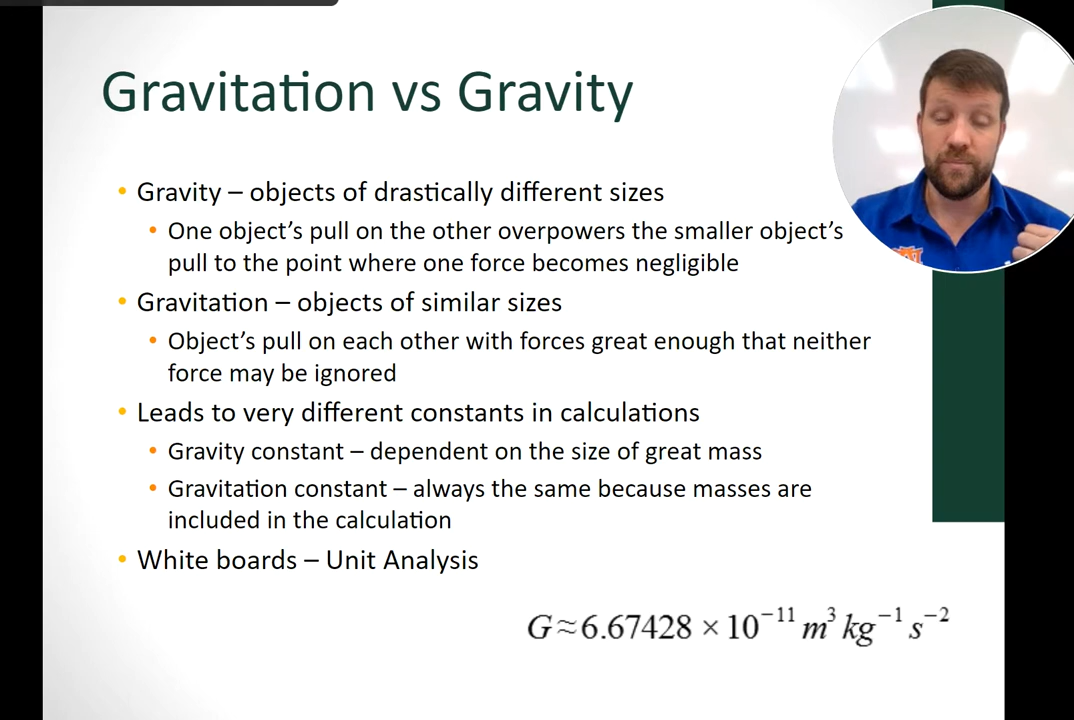 Gravitation vs Gravity
• Gravity – objects of drastically different sizes
• One object’s pull on the other overpowers the smaller object’s
pull to the point where one force becomes negligible
• Gravitation – objects of similar sizes
• Object’s pull on each other with forces great enough that neither
force may be ignored
• Leads to very different constants in calculations
• Gravity constant – dependent on the size of great mass
• Gravitation constant – always the same because masses are
included in the calculation
• White boards – Unit Analysis
G≈6.67428 × 10⁻¹¹ m³ kg⁻¹ s⁻²